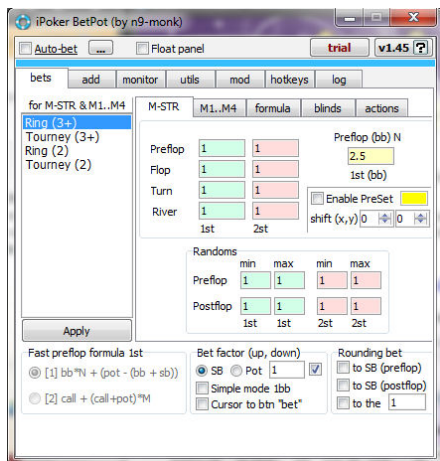 iPoker BetPot (by n9-monk)
Auto-bet ... Float panel trial v1.45 ?
bets add monitor utils mod hotkeys log
for M-STR & M1..M4
Ring (3+)
Tourney (3+)
Ring (2)
Tourney (2)
Apply
M-STR M1..M4 formula blinds actions
Preflop 1 1
Flop 1 1
Turn 1 1
River 1 1
1st 2st
Preflop (bb) N
2.5
1st (bb)
Enable PreSet
shift (x,y) 0 0
Randoms
min max min max
Preflop 1 1 1 1
Postflop 1 1 1 1
1st 1st 2st 2st
Fast preflop formula 1st
[1] bb*N + (pot - (bb + sb))
[2] call + (call+pot)*M
Bet factor (up, down)
SB Pot 1
Simple mode 1bb
Cursor to btn "bet"
Rounding bet
to SB (preflop)
to SB (postflop)
to the 1